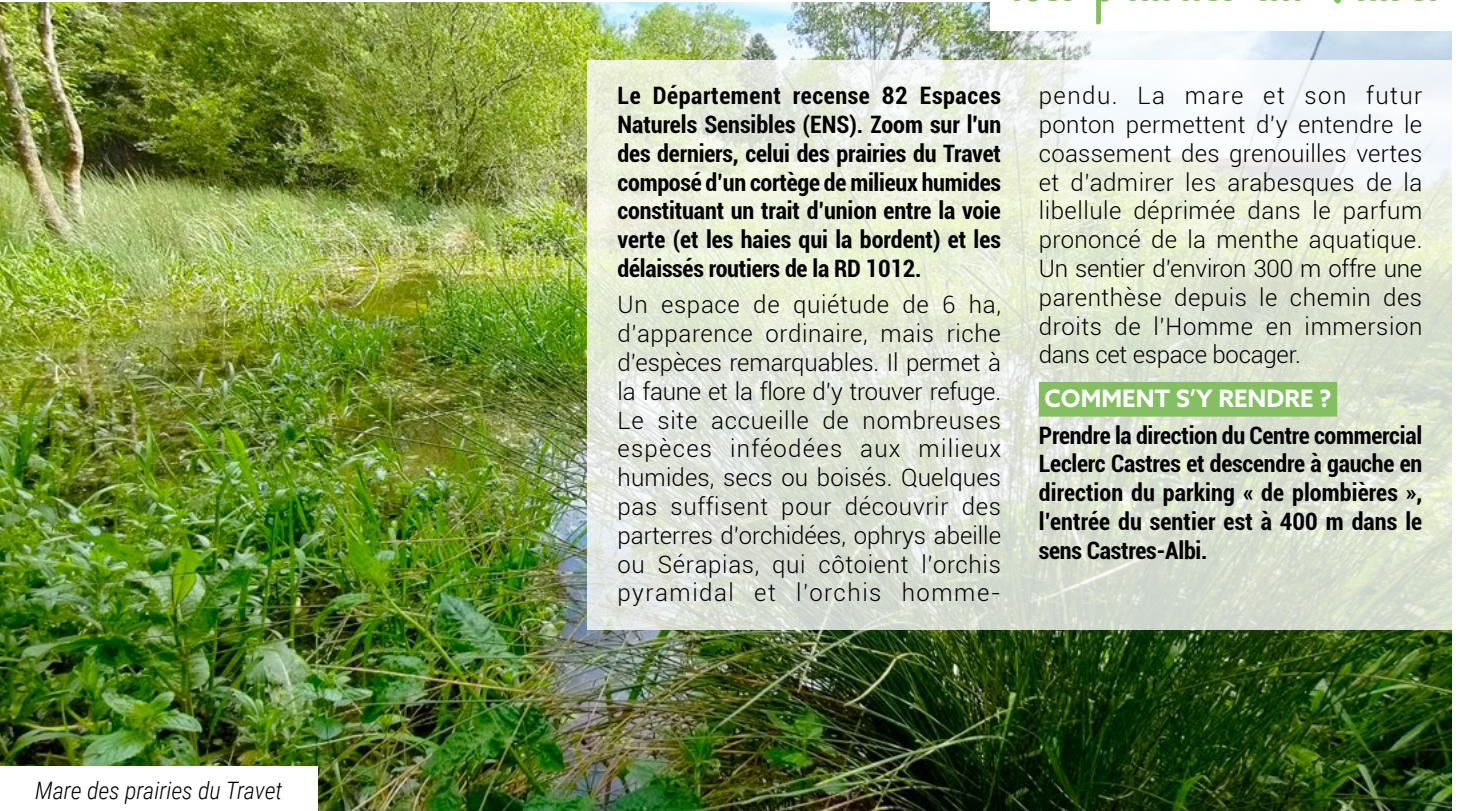 Le Département recense 82 Espaces
Naturels Sensibles (ENS). Zoom sur l'un
des derniers, celui des prairies du Travet
composé d'un cortège de milieux humides
constituant un trait d'union entre la voie
verte (et les haies qui la bordent) et les
délaissés routiers de la RD 1012.
Un espace de quiétude de 6 ha,
d'apparence ordinaire, mais riche
d'espèces remarquables. Il permet à
la faune et la flore d'y trouver refuge.
Le site accueille de nombreuses
espèces inféodées aux milieux
humides, secs ou boisés. Quelques
pas suffisent pour découvrir des
parterres d'orchidées, ophrys abeille
ou Sérapias, qui côtoient l'orchis
pyramidal et l'orchis homme-
pendu. La mare et son futur
ponton permettent d'y entendre le
coassement des grenouilles vertes
et d'admirer les arabesques de la
libellule déprimée dans le parfum
prononcé de la menthe aquatique.
Un sentier d'environ 300 m offre une
parenthèse depuis le chemin des
droits de l'Homme en immersion
dans cet espace bocager.
COMMENT S'Y RENDRE ?
Prendre la direction du Centre commercial
Leclerc Castres et descendre à gauche en
direction du parking « de plombières »,
l'entrée du sentier est à 400 m dans le
sens Castres-Albi.
Mare des prairies du Travet